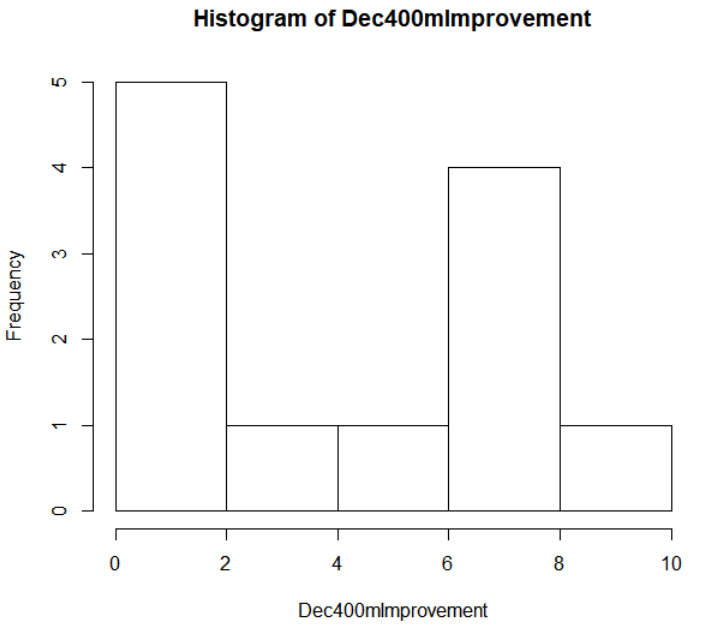 Histogram of Dec400mImprovement
Frequency
5
4
3
2
1
0
0 2 4 6 8 10
Dec400mImprovement